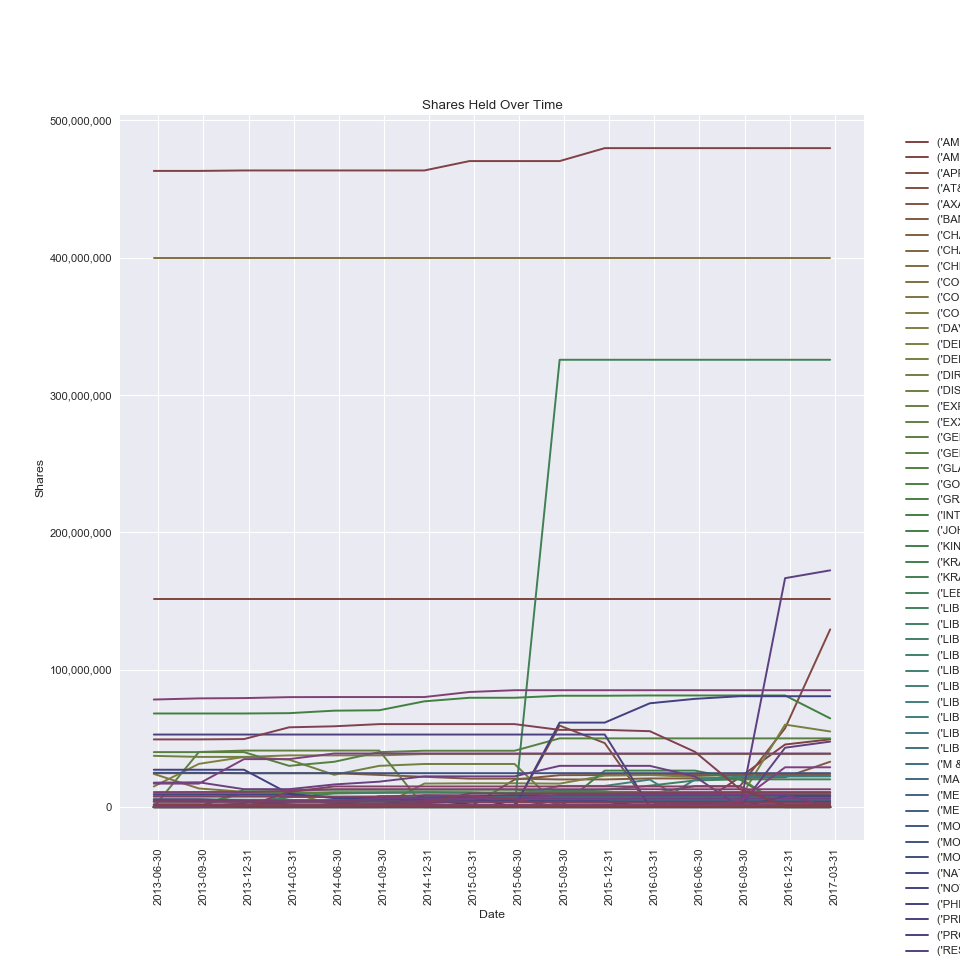 Shares Held Over Time
500,000,000
400,000,000
300,000,000
200,000,000
100,000,000
0
Shares
2013-06-30
2013-09-30
2013-12-31
2014-03-31
2014-06-30
2014-09-30
2014-12-31
2015-03-31
2015-06-30
2015-09-30
2015-12-31
2016-03-31
2016-06-30
2016-09-30
2016-12-31
2017-03-31
Date
('AM
('AM
('APP
('AT&
('AXA
('BAN
('CHA
('CHA
('CHI
('CO
('CO
('CO
('DAV
('DEE
('DEL
('DIR
('DIS
('EXP
('EXX
('GEN
('GEN
('GLA
('GO
('GR
('INT
('JOH
('KIN
('KRA
('KRA
('LEE
('LIB
('LIB
('LIB
('LIB
('LIB
('LIB
('LIB
('LIB
('LIB
('LIB
('M &
('MA
('ME
('ME
('MO
('MO
('MO
('NAT
('NO
('PHI
('PRE
('PRO
('RES